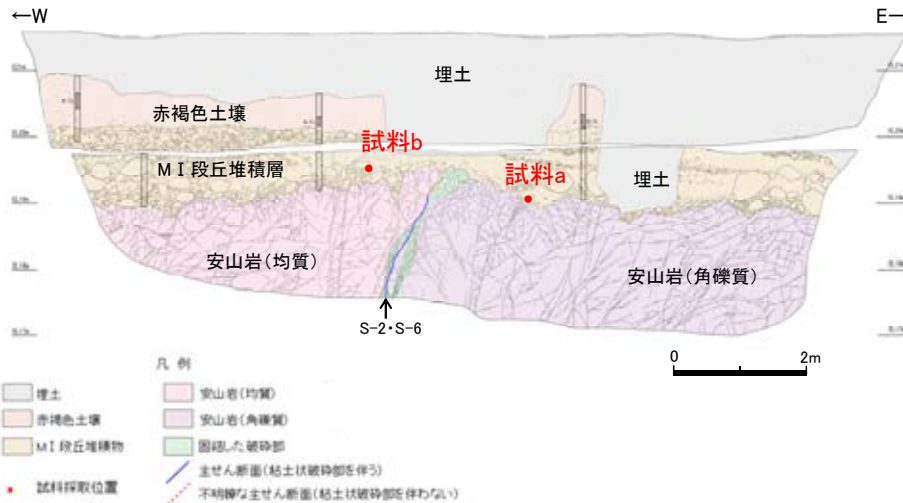 ←W
E→
埋土
赤褐色土壌
試料b
MⅠ段丘堆積層
試料a
埋土
安山岩(均質)
安山岩(角礫質)
S-2・S-6
0 2m
凡 例
埋土
安山岩(均質)
赤褐色土壌
安山岩(角礫質)
MⅠ段丘堆積物
固結した破砕部
主せん断面(粘土状破砕部を伴う)
試料採取位置
不明瞭な主せん断面(粘土状破砕部を伴わない)